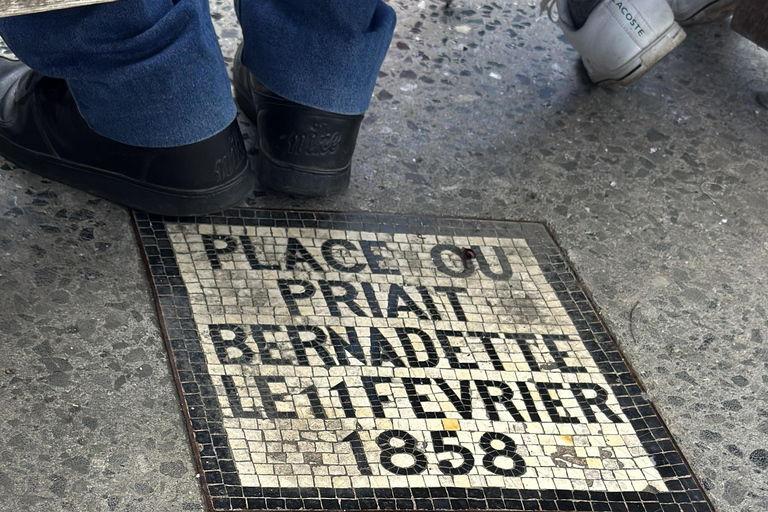 LACOSTE
PLACE OU
PRIAIT
BERNADETTE
LE 11 FEVRIER
1858